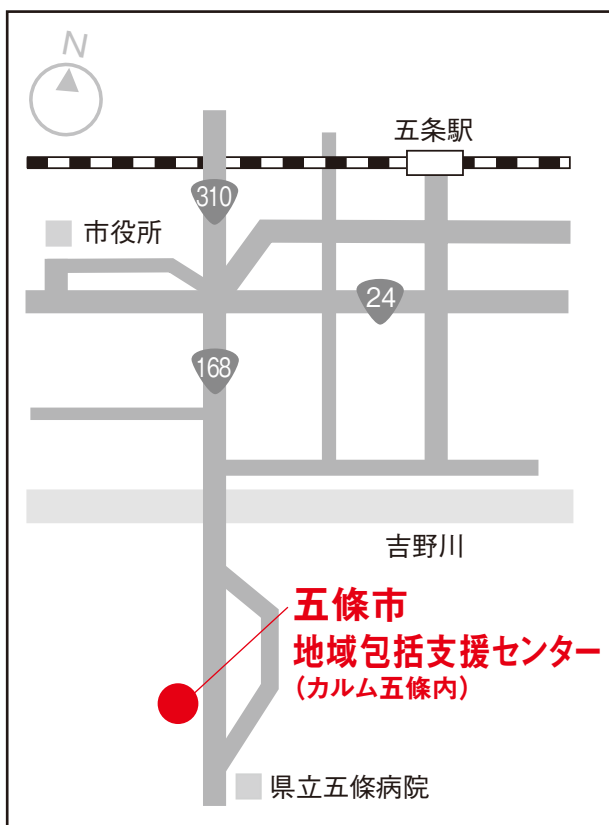 N
五条駅
310
市役所
24
168
吉野川
五條市
地域包括支援センター
（カルム五條内）
県立五條病院